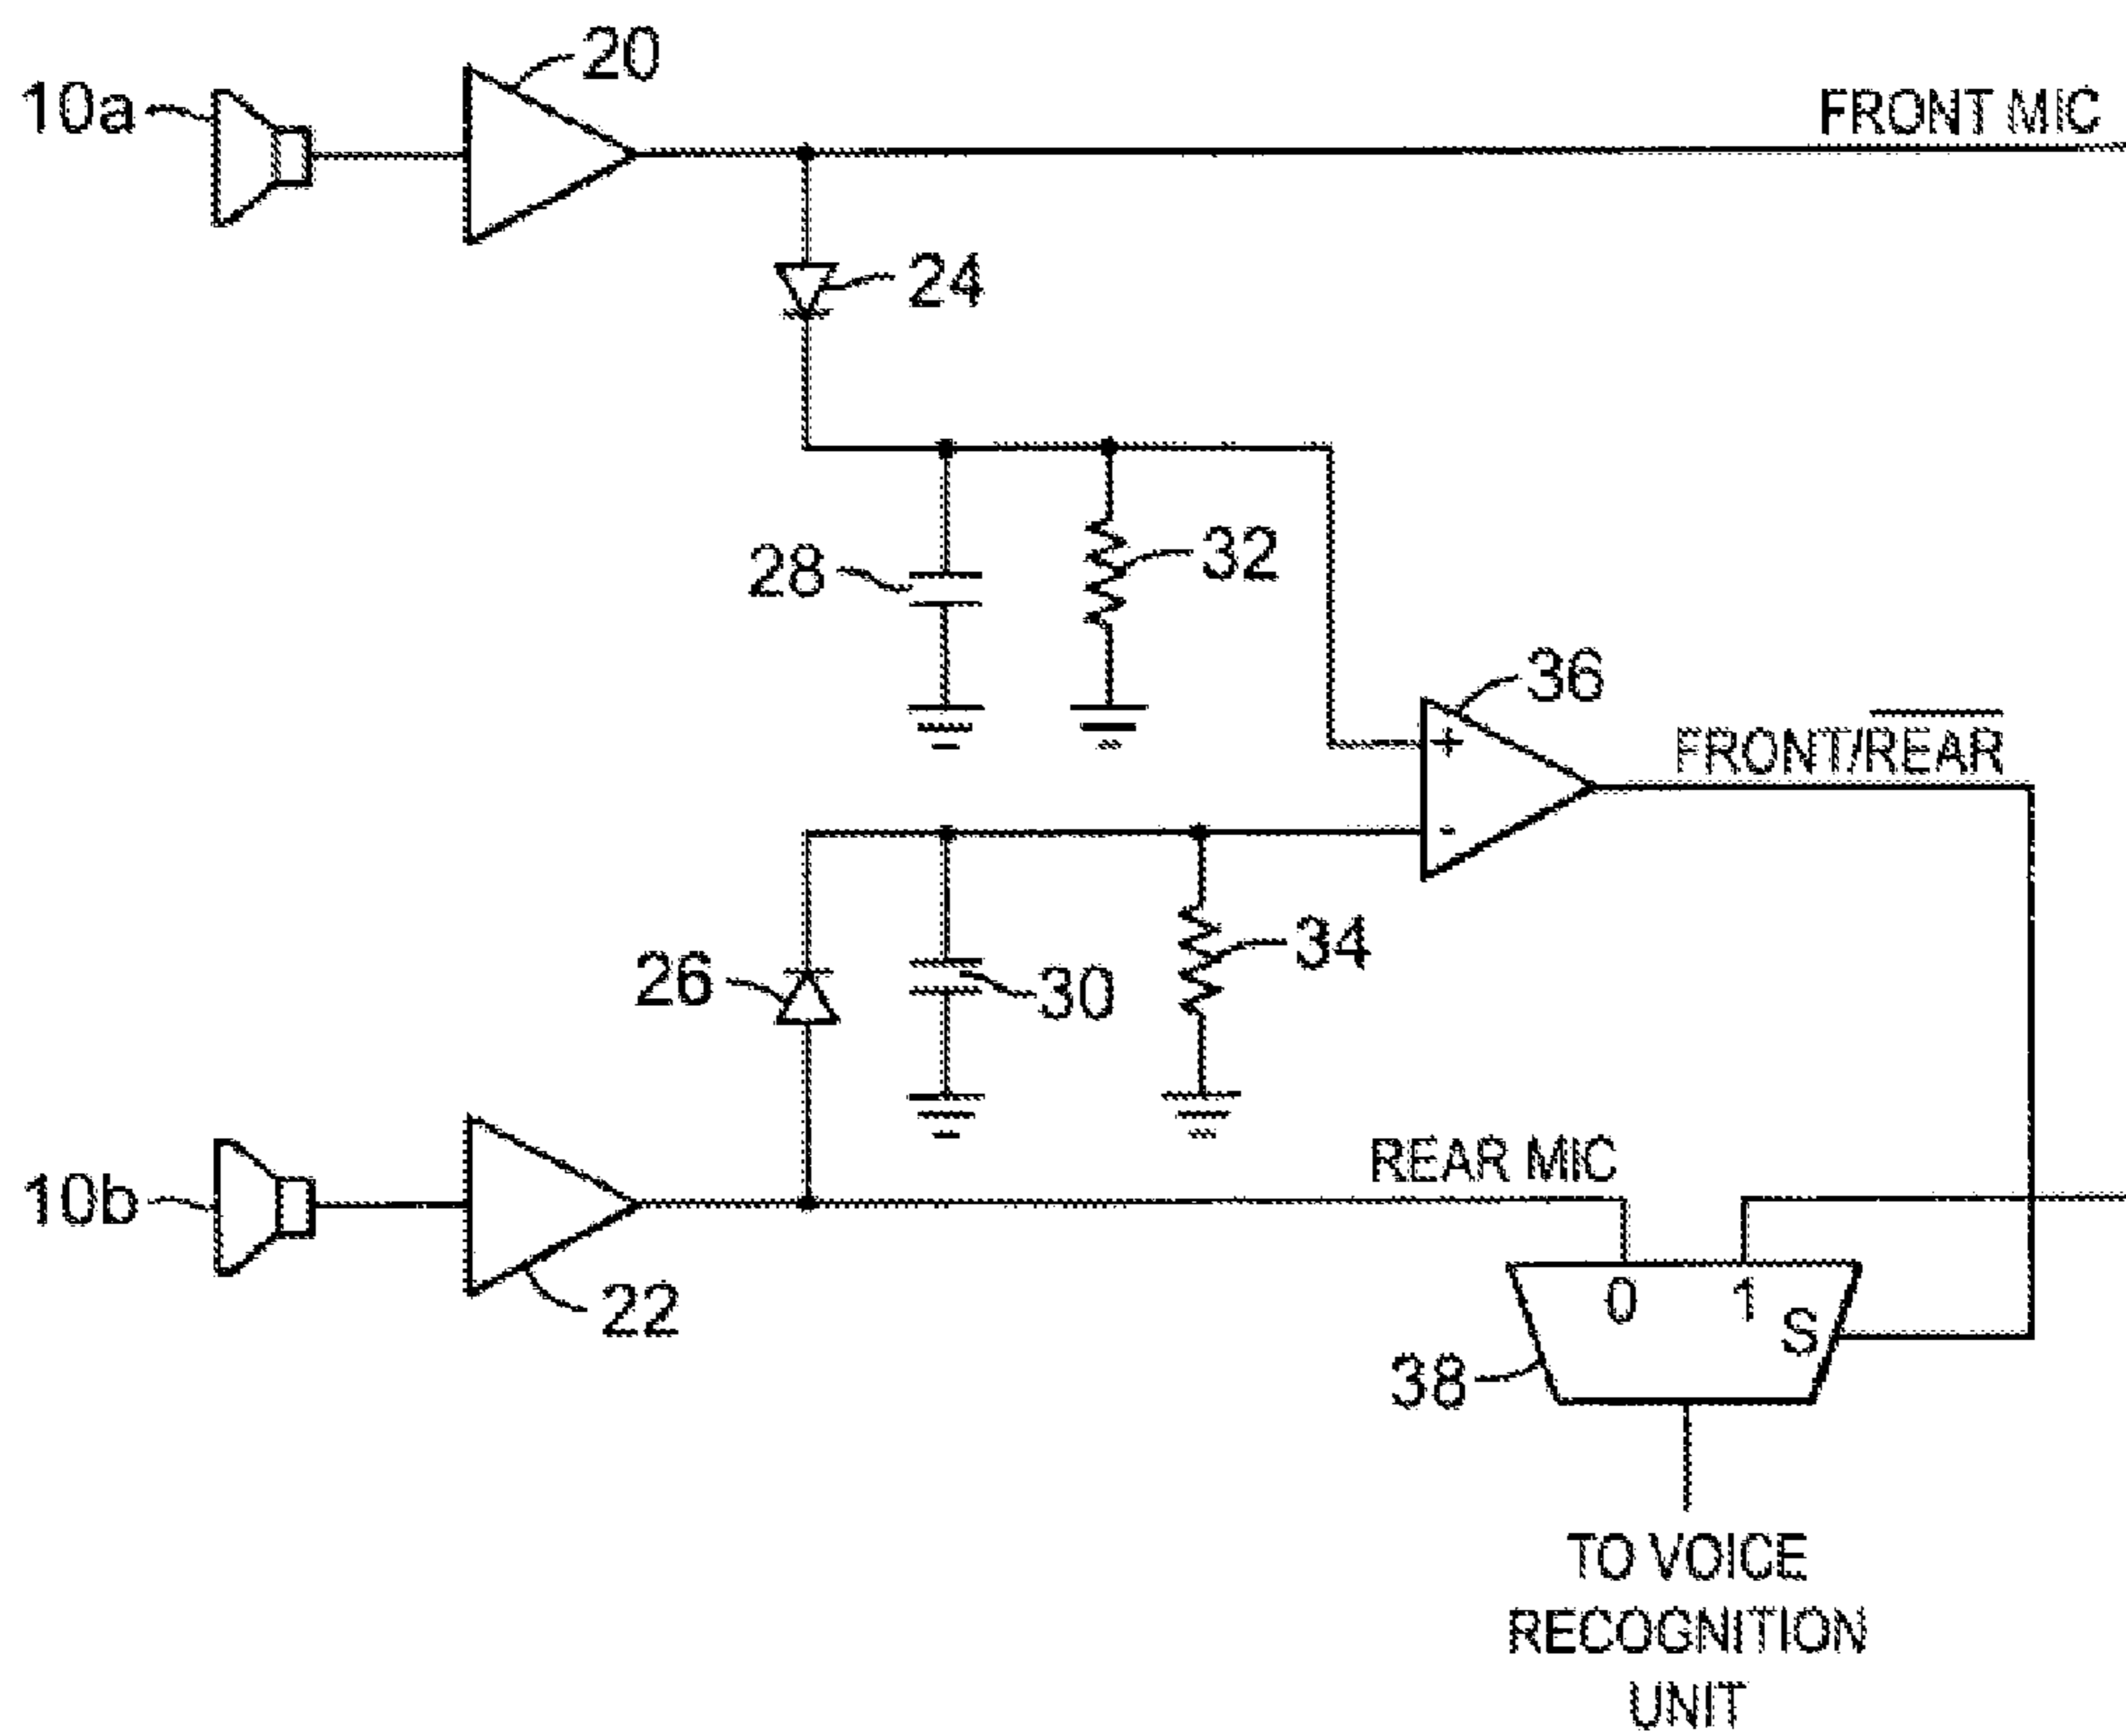 10a
20
FRONT MIC
24
28
32
36
+
FRONT/REAR
-
26
30
34
10b
22
REAR MIC
0
1
S
38
TO VOICE
RECOGNITION
UNIT